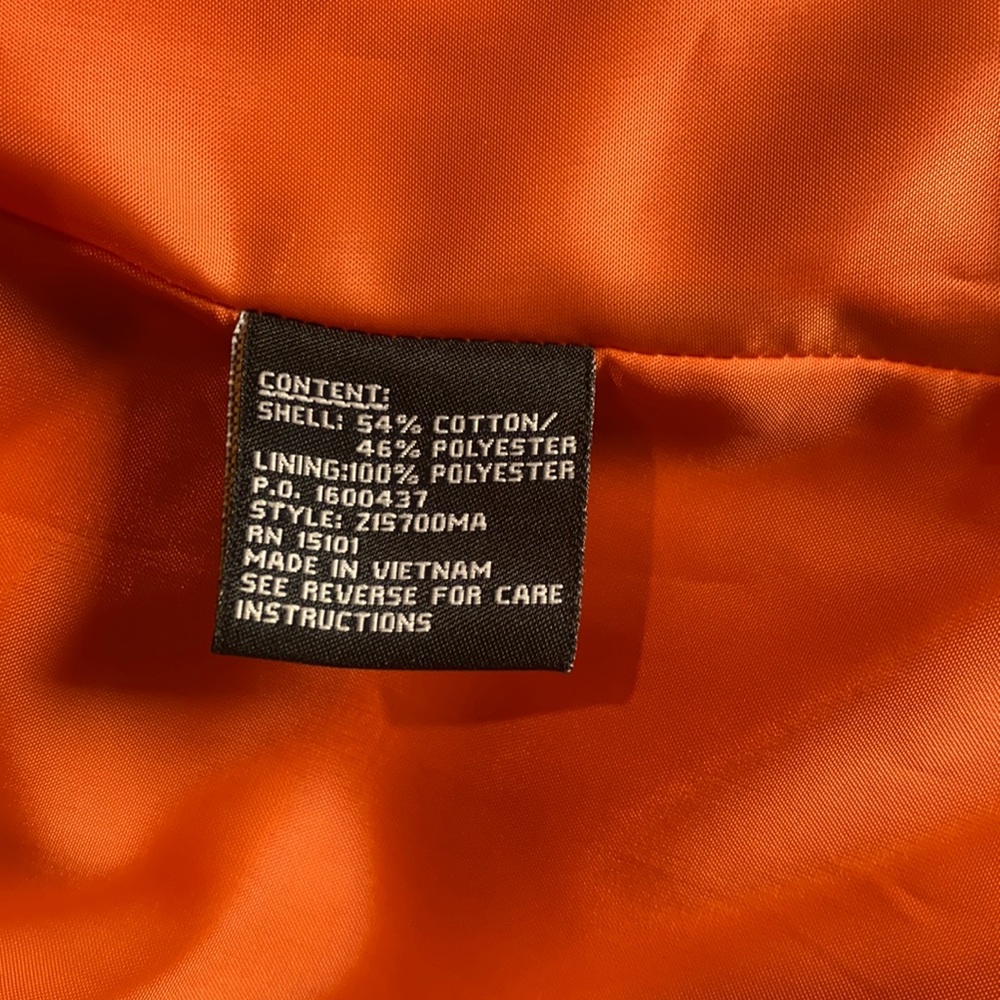 CONTENT:
SHELL: 54% COTTON/
46% POLYESTER
LINING:100% POLYESTER
P.O. 1600437
STYLE: Z1S700MA
RN 15101
MADE IN VIETNAM
SEE REVERSE FOR CARE
INSTRUCTIONS